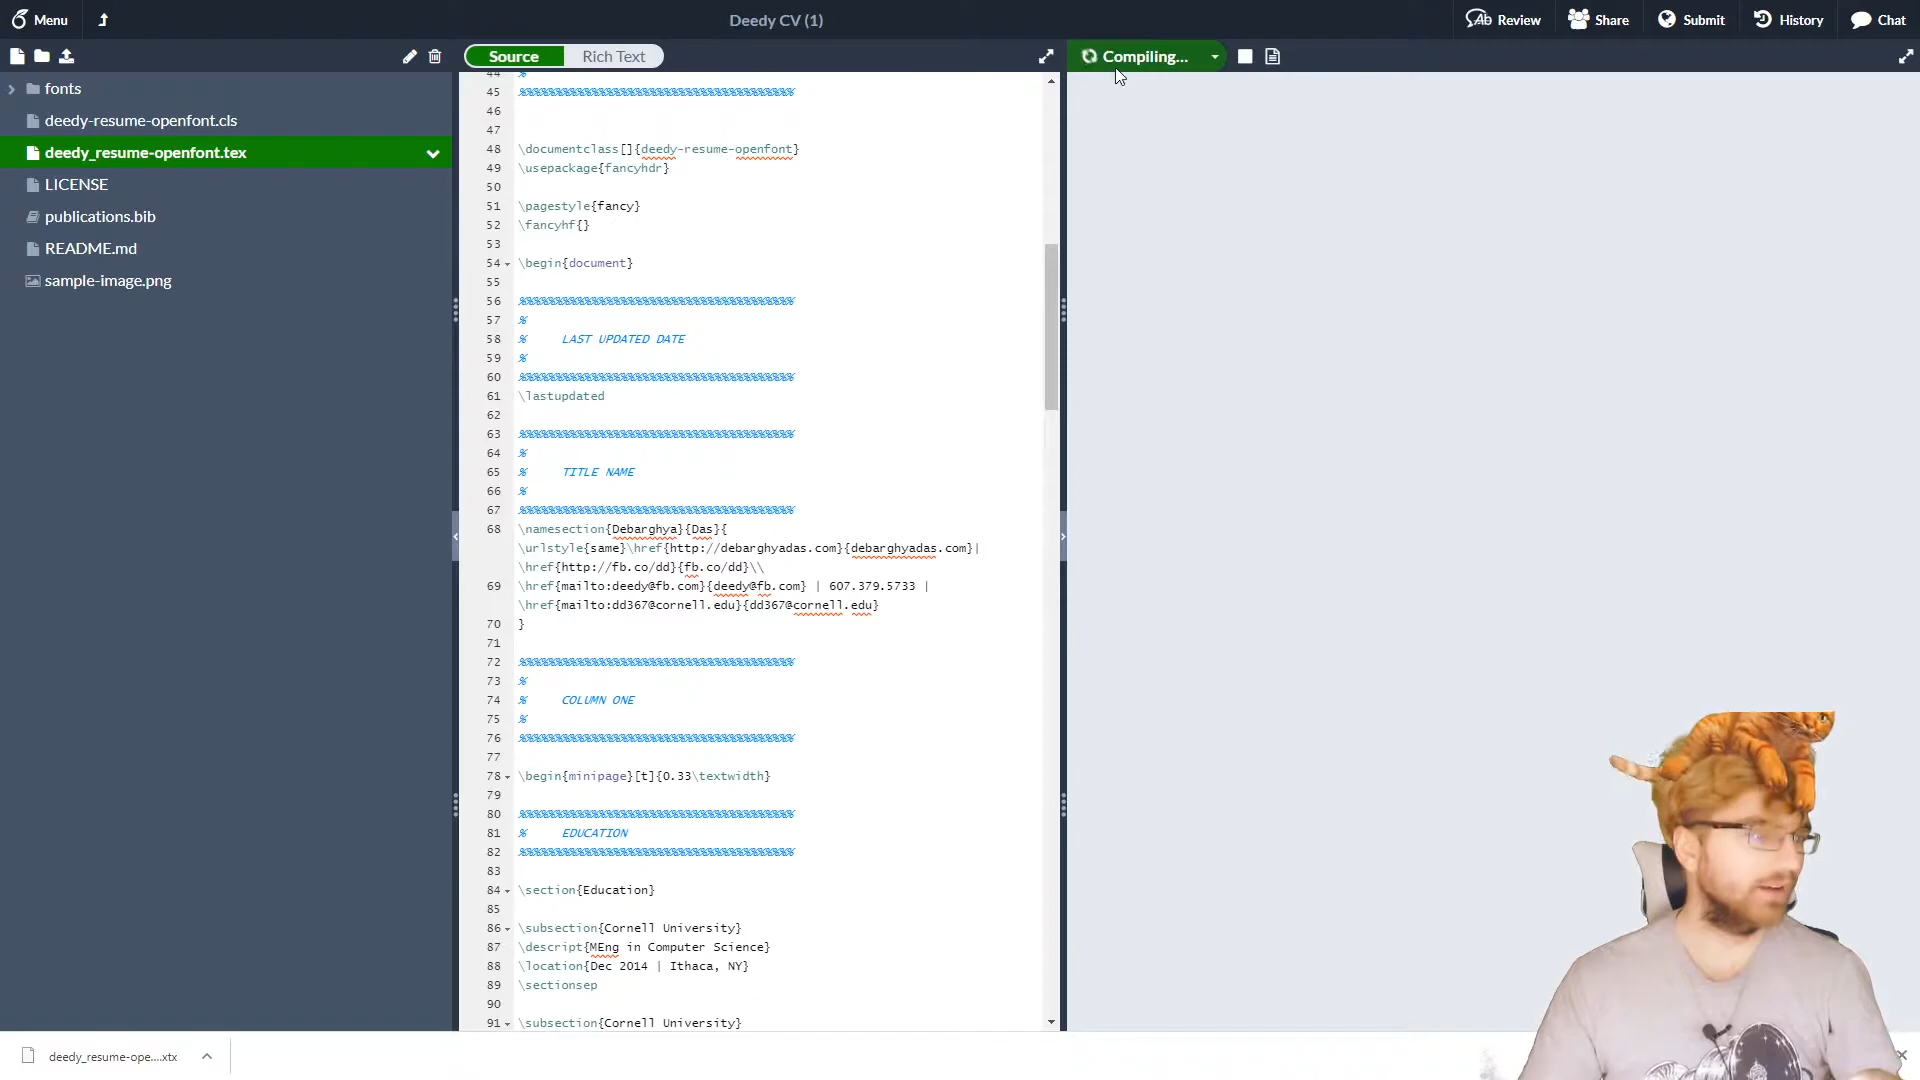 Menu
Deedy CV (1)
Review
Share
Submit
History
Chat
Source
Rich Text
Compiling...
fonts
deedy-resume-openfont.cls
deedy_resume-openfont.tex
LICENSE
publications.bib
README.md
sample-image.png
44 %
45 %%%%%%%%%%%%%%%%%%%%%%%%%%%%%%%%%%%%%%
46
47
48 \documentclass[]{deedy-resume-openfont}
49 \usepackage{fancyhdr}
50
51 \pagestyle{fancy}
52 \fancyhf{}
53
54 \begin{document}
55
56 %%%%%%%%%%%%%%%%%%%%%%%%%%%%%%%%%%%%%%
57 %
58 %     LAST UPDATED DATE
59 %
60 %%%%%%%%%%%%%%%%%%%%%%%%%%%%%%%%%%%%%%
61 \lastupdated
62
63 %%%%%%%%%%%%%%%%%%%%%%%%%%%%%%%%%%%%%%
64 %
65 %     TITLE NAME
66 %
67 %%%%%%%%%%%%%%%%%%%%%%%%%%%%%%%%%%%%%%
68 \namesection{Debarghya}{Das}{
\urlstyle{same}\href{http://debarghyadas.com}{debarghyadas.com}|
\href{http://fb.co/dd}{fb.co/dd}\\
69 \href{mailto:deedy@fb.com}{deedy@fb.com} | 607.379.5733 |
\href{mailto:dd367@cornell.edu}{dd367@cornell.edu}
70 }
71
72 %%%%%%%%%%%%%%%%%%%%%%%%%%%%%%%%%%%%%%
73 %
74 %     COLUMN ONE
75 %
76 %%%%%%%%%%%%%%%%%%%%%%%%%%%%%%%%%%%%%%
77
78 \begin{minipage}[t]{0.33\textwidth}
79
80 %%%%%%%%%%%%%%%%%%%%%%%%%%%%%%%%%%%%%%
81 %     EDUCATION
82 %%%%%%%%%%%%%%%%%%%%%%%%%%%%%%%%%%%%%%
83
84 \section{Education}
85
86 \subsection{Cornell University}
87 \descript{MEng in Computer Science}
88 \location{Dec 2014 | Ithaca, NY}
89 \sectionsep
90
91 \subsection{Cornell University}
deedy_resume-ope....xtx